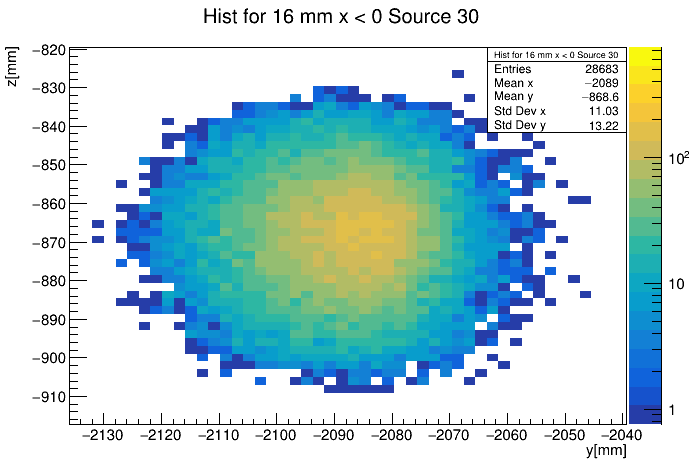 Hist for 16 mm x < 0 Source 30
z[mm]
−820
−830
−840
−850
−860
−870
−880
−890
−900
−910
Hist for 16 mm x < 0 Source 30
Entries 28683
Mean x −2089
Mean y −868.6
Std Dev x 11.03
Std Dev y 13.22
10²
10
1
−2130 −2120 −2110 −2100 −2090 −2080 −2070 −2060 −2050 −2040
y[mm]